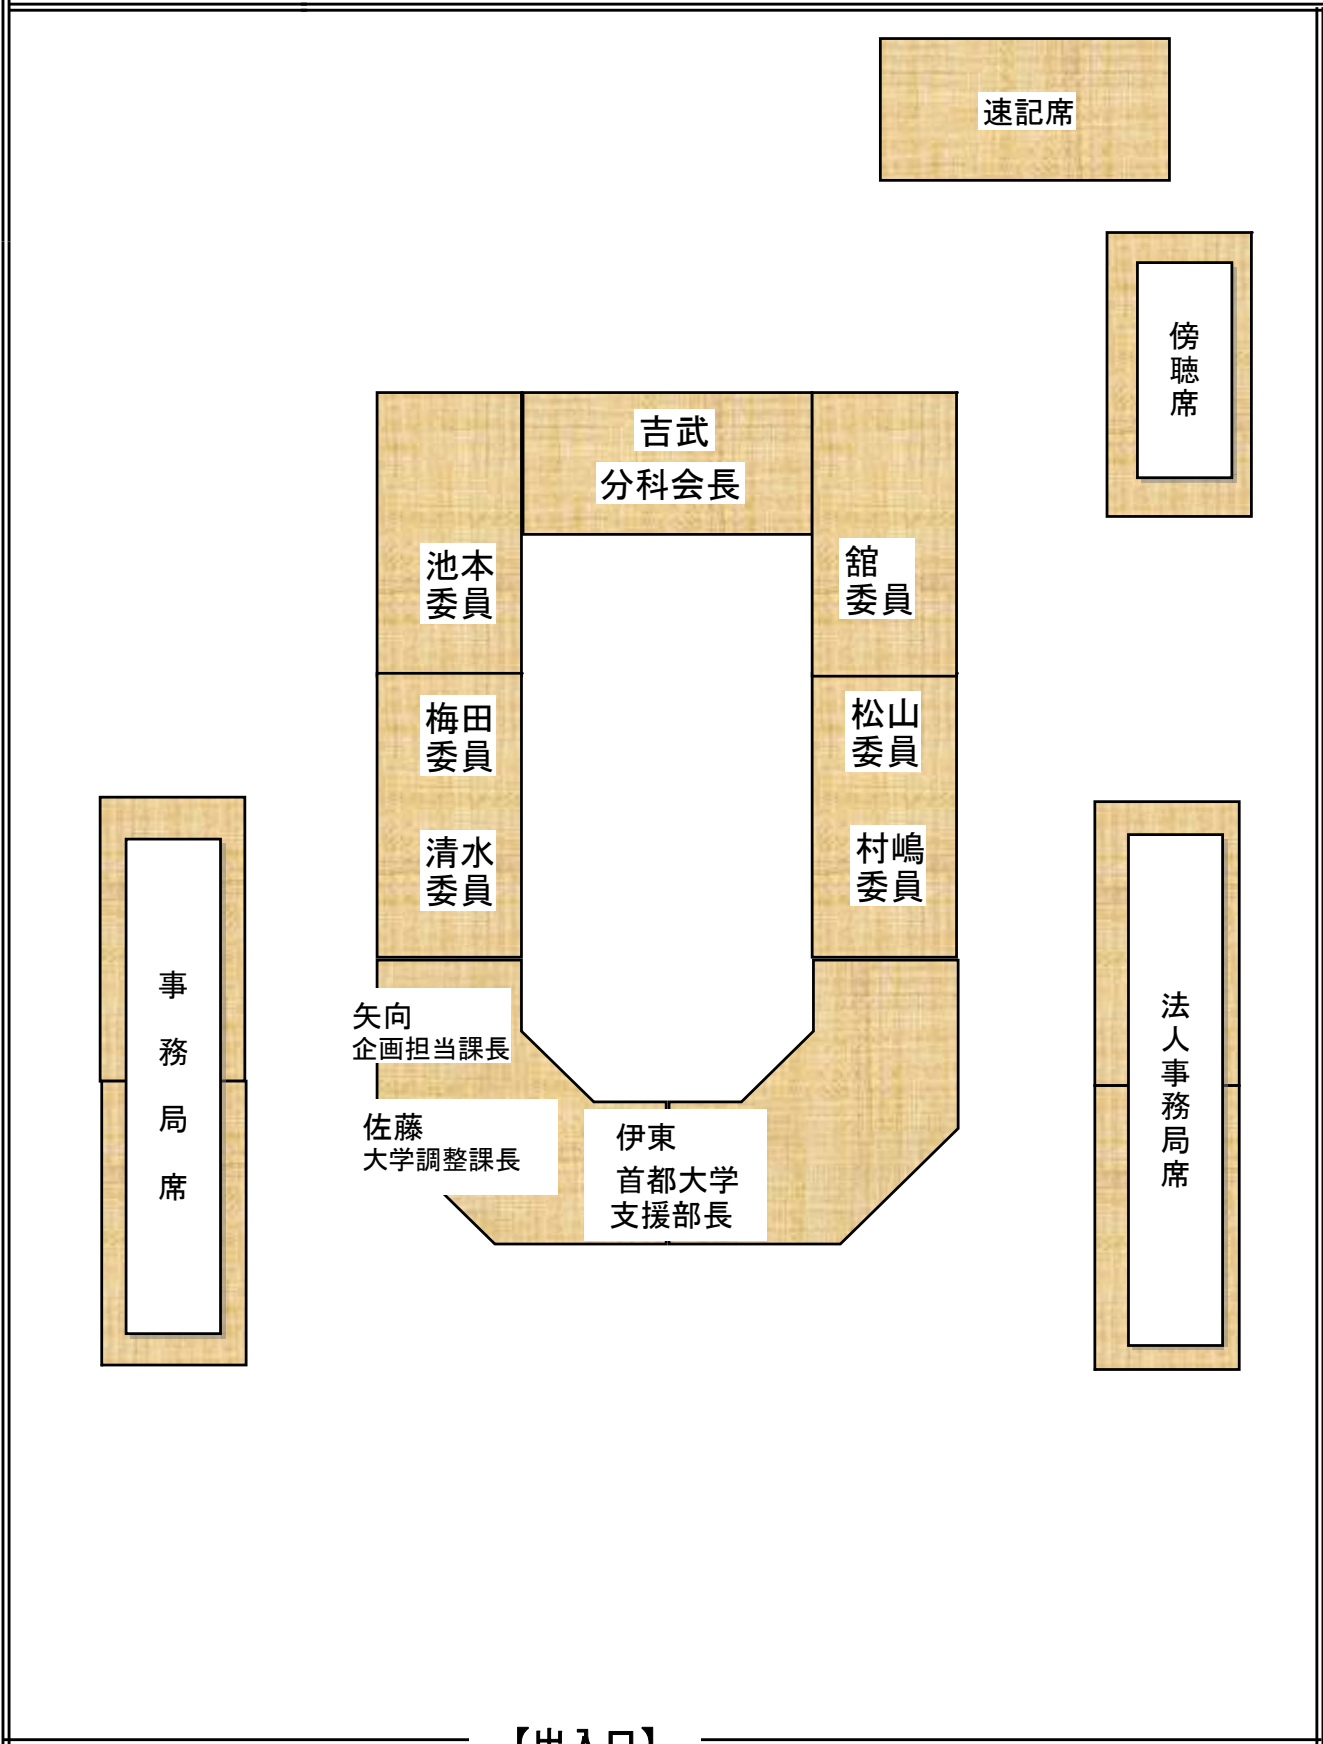 速記席
傍聴席
吉武
分科会長
池本
委員
舘
委員
梅田
委員
松山
委員
清水
委員
村嶋
委員
事務局席
矢向
企画担当課長
法人事務局席
佐藤
大学調整課長
伊東
首都大学
支援部長
【出入口】